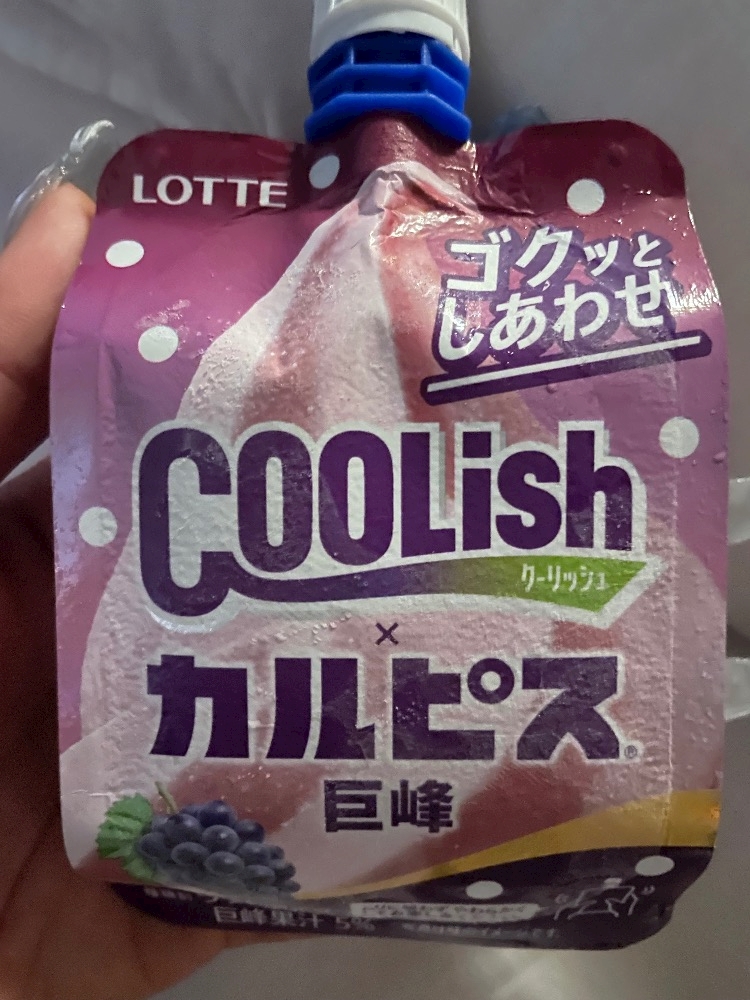 LOTTE
ゴクッと
しあわせ
COOLish
クーリッシュ
×
カルピス®
巨峰
巨峰果汁 5%